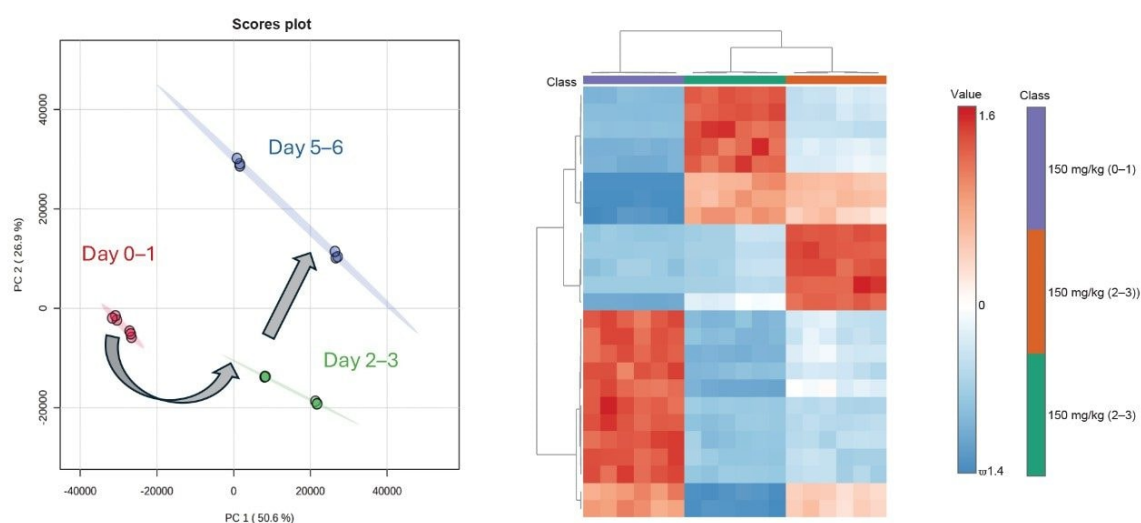 Scores plot
PC 2 ( 26.9 %)
40000
20000
0
-20000
Day 5–6
Day 0–1
Day 2–3
-40000
-20000
0
20000
40000
PC 1 ( 50.6 %)
Class
Value
1.6
0
ϖ1.4
Class
150 mg/kg (0–1)
150 mg/kg (2–3))
150 mg/kg (2–3)